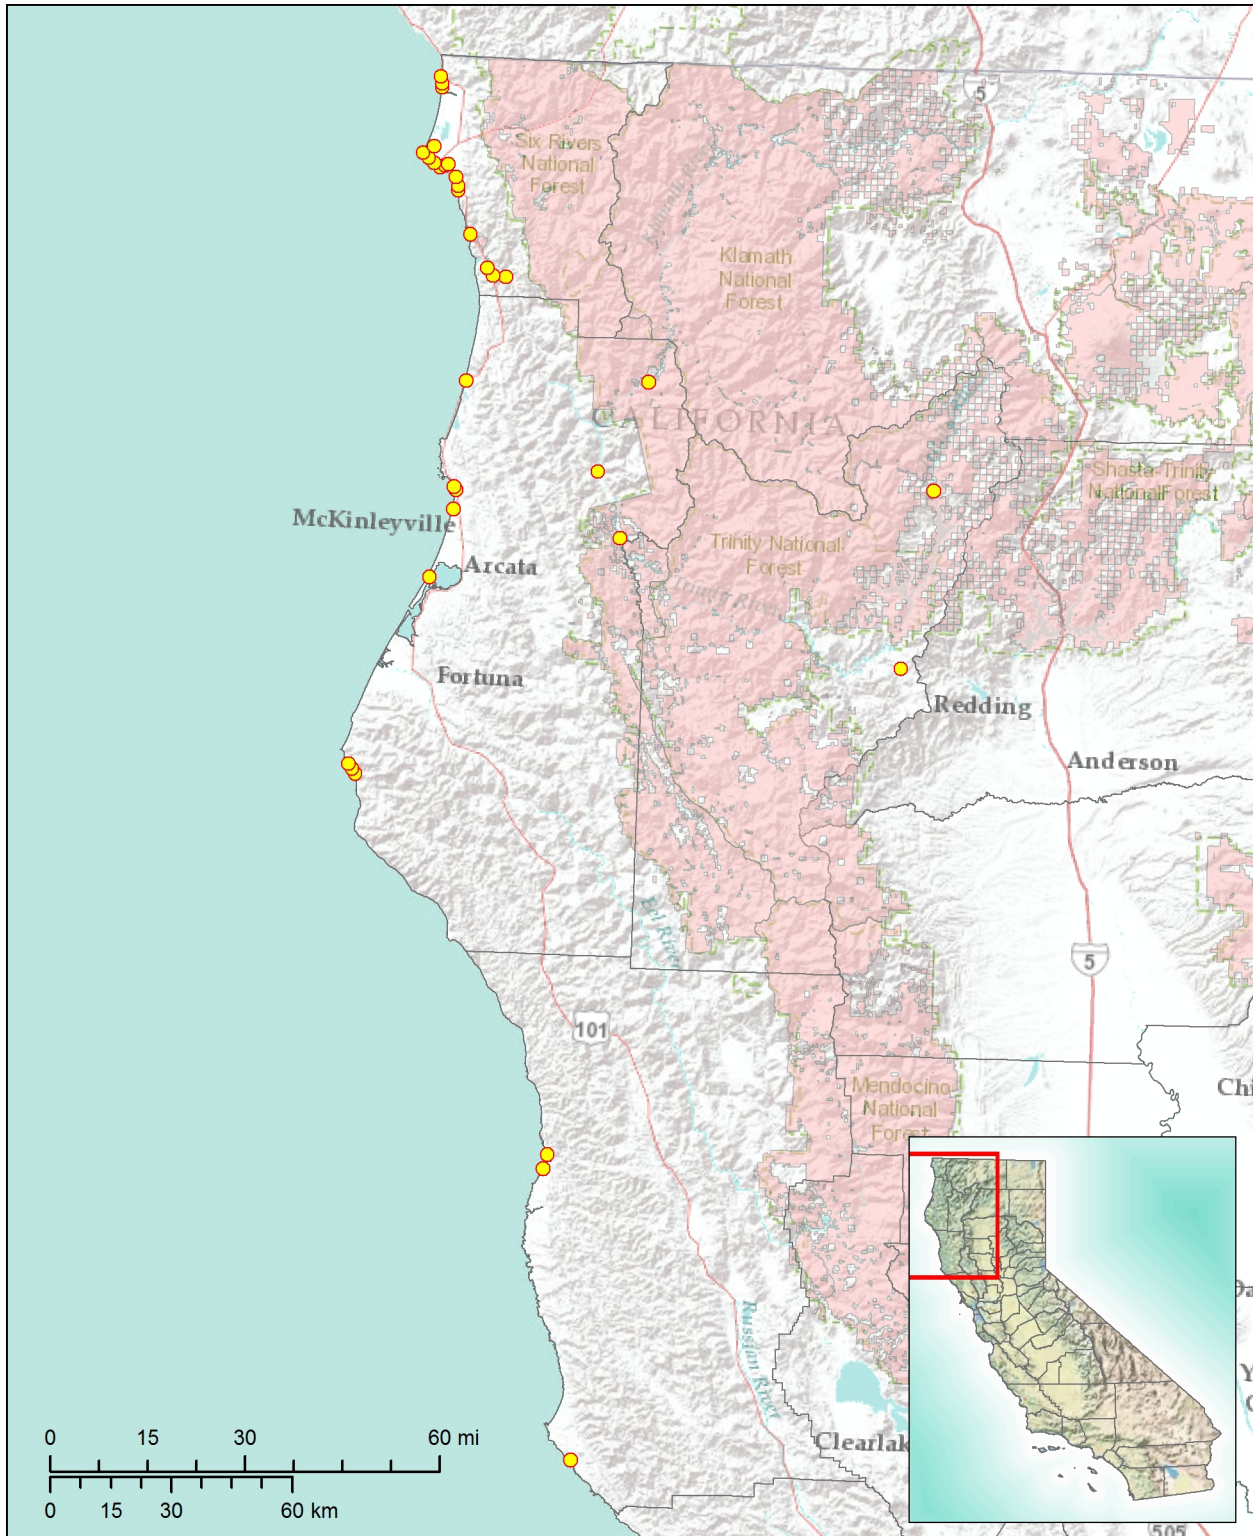 5
Six Rivers
National
Forest
Klamath
National
Forest
CALIFORNIA
Shasta-Trinity
National Forest
McKinleyville
Trinity National
Forest
Arcata
Trinity River
Fortuna
Redding
Anderson
Eel River
5
101
Mendocino
National
Forest
Chi
Russian River
Clearlak
0 15 30 60 mi
0 15 30 60 km
505